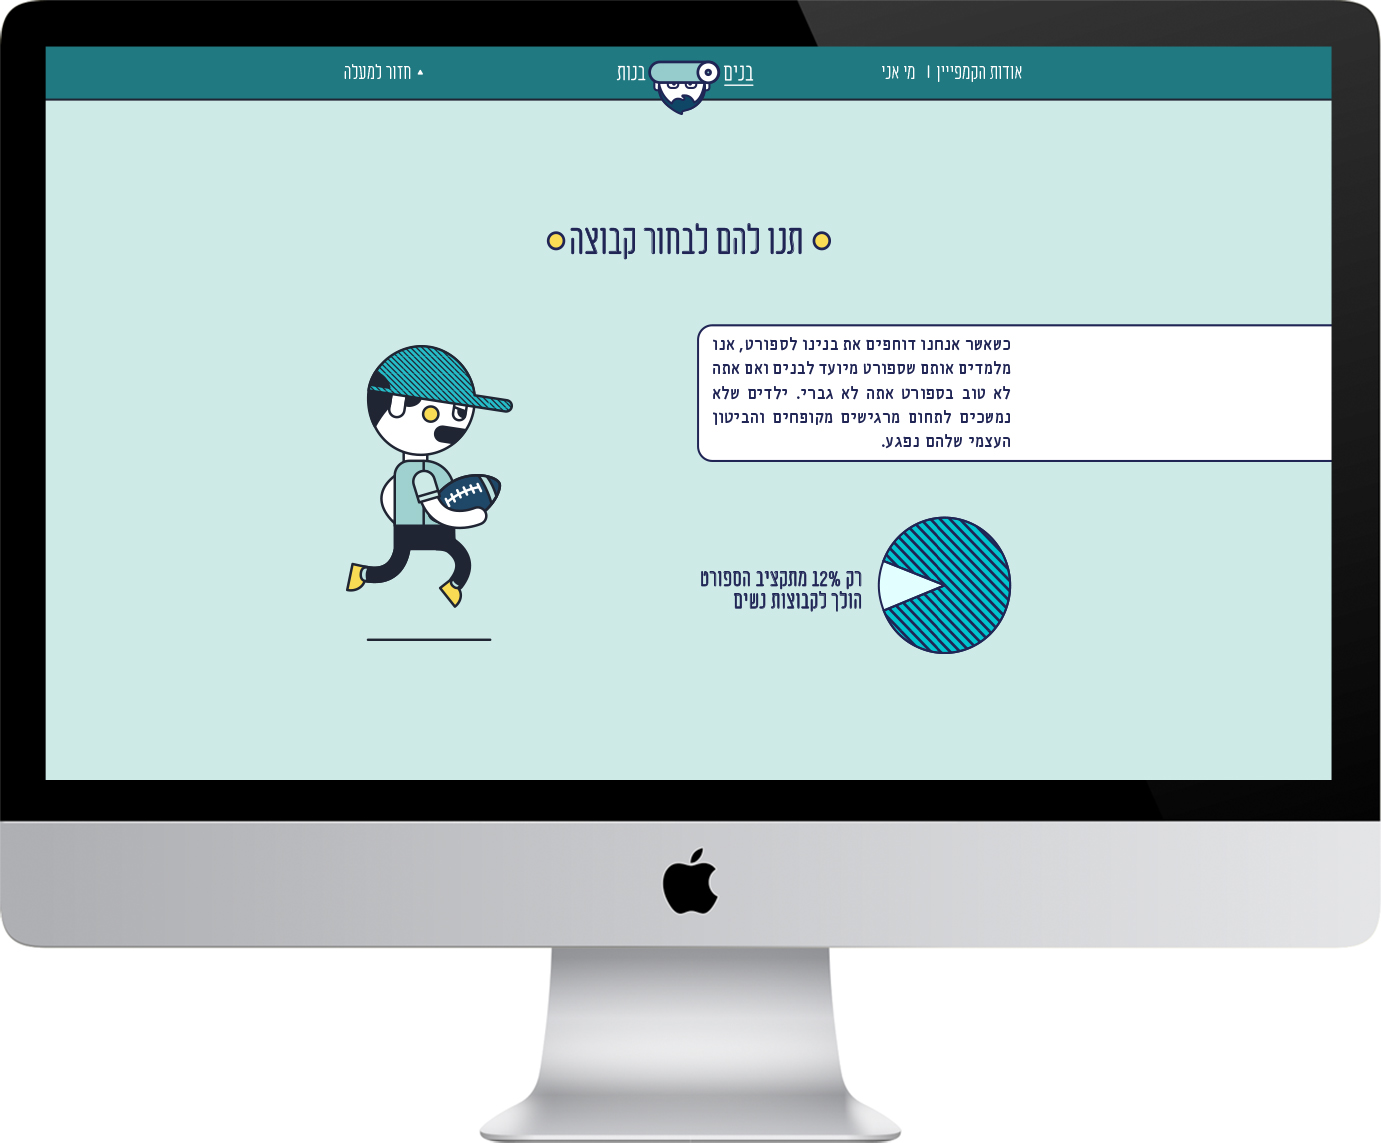 אודות הקמפייין | מי אני
בנים
בנות
חזור למעלה
תנו להם לבחור קבוצה
כשאשר אנחנו דוחפים את בנינו לספורט, אנו
מלמדים אותם שספורט מיועד לבנים ואם אתה
לא טוב בספורט אתה לא גברי. ילדים שלא
נמשכים לתחום מרגישים מקופחים והביטון
העצמי שלהם נפגע.
רק 12% מתקציב הספורט
הולך לקבוצות נשים